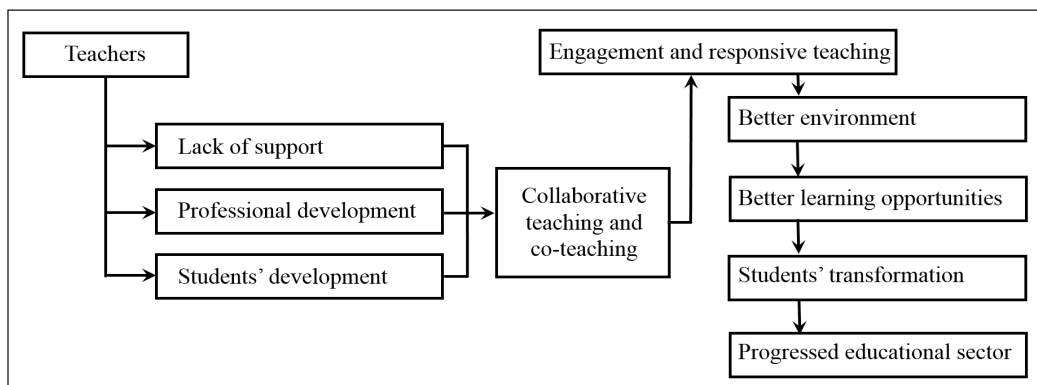 Teachers
Lack of support
Professional development
Students’ development
Collaborative
teaching and
co-teaching
Engagement and responsive teaching
Better environment
Better learning opportunities
Students’ transformation
Progressed educational sector